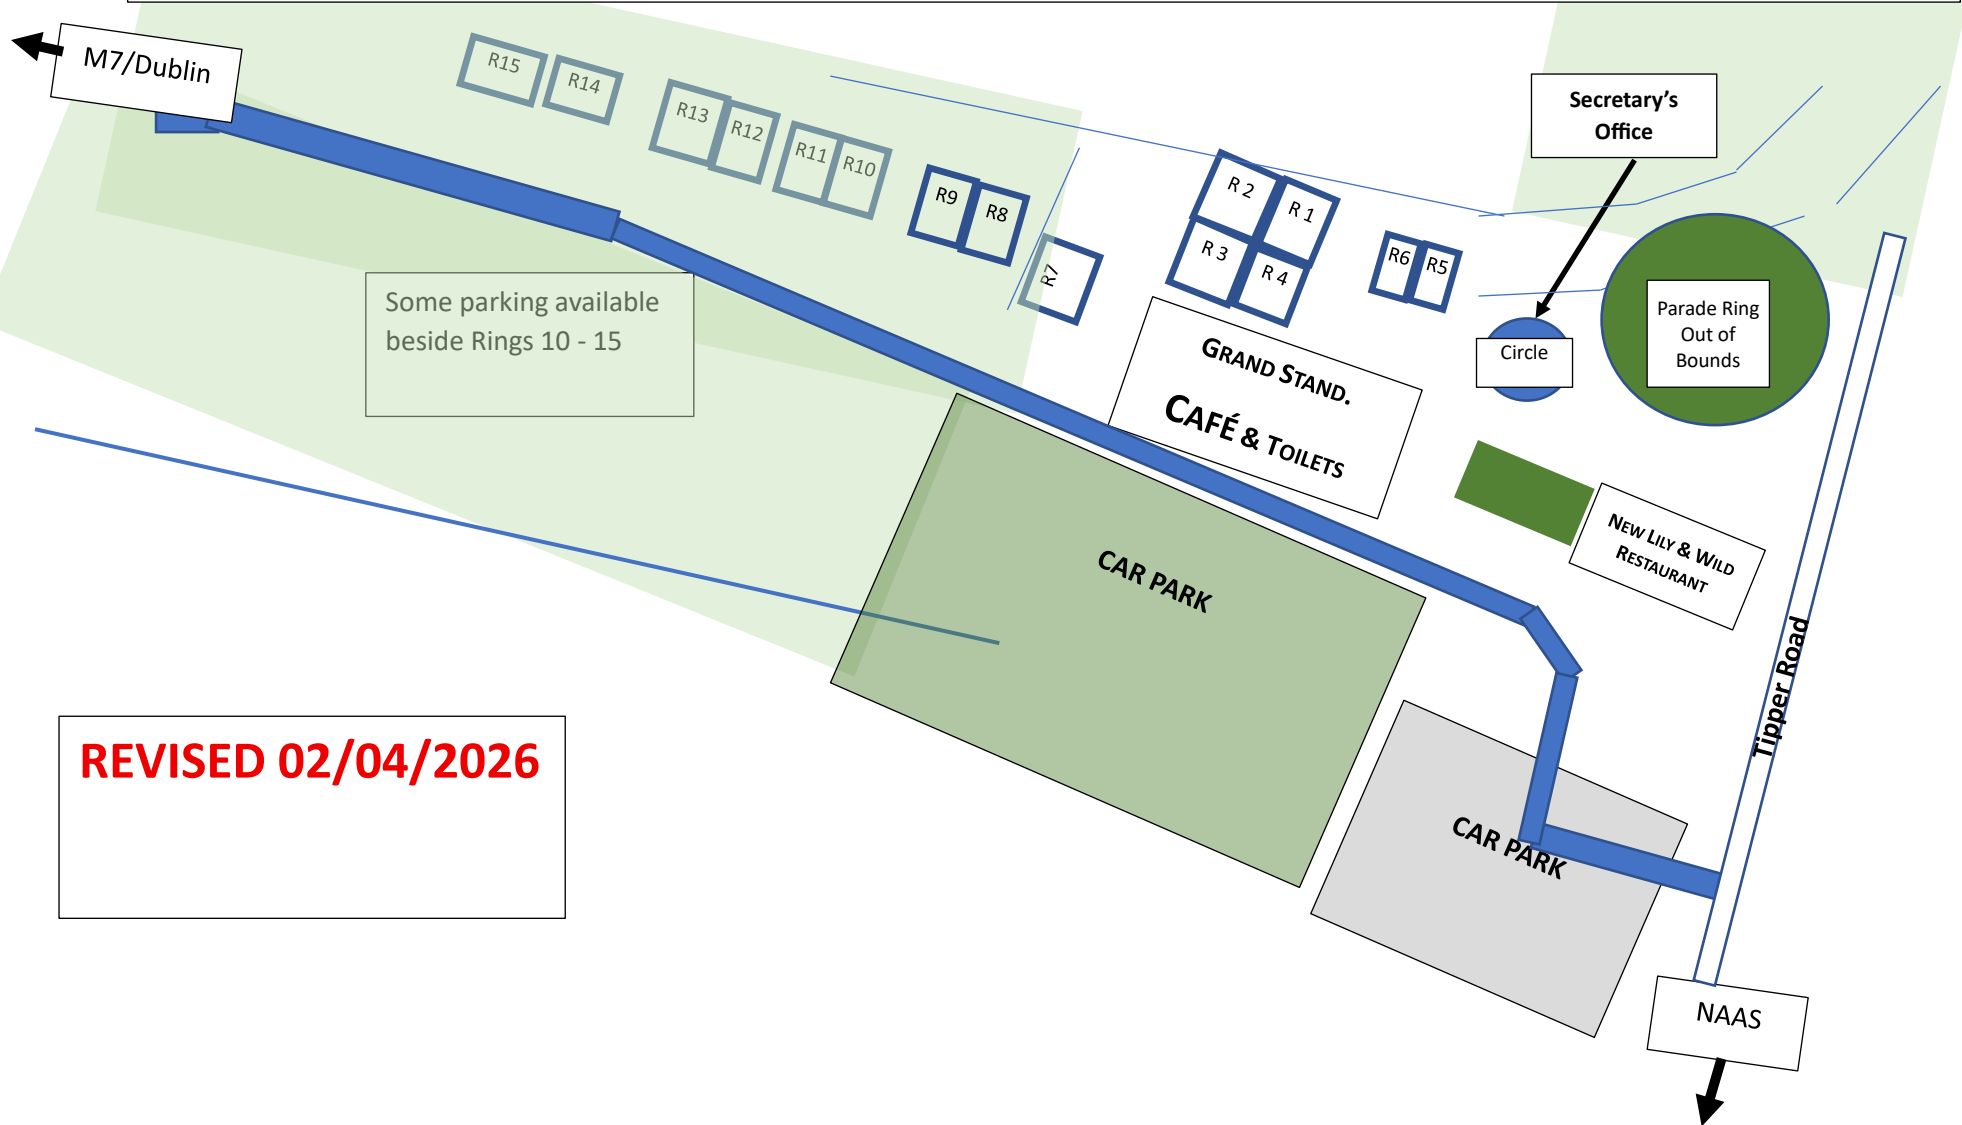 M7/Dublin
R15
R14
R13
R12
R11
R10
R9
R8
R7
R 2
R 1
R 3
R 4
R6
R5
Secretary’s
Office
Circle
Parade Ring
Out of
Bounds
Some parking available
beside Rings 10 - 15
GRAND STAND.
CAFÉ & TOILETS
NEW LILY & WILD
RESTAURANT
CAR PARK
Tipper Road
REVISED 02/04/2026
CAR PARK
NAAS